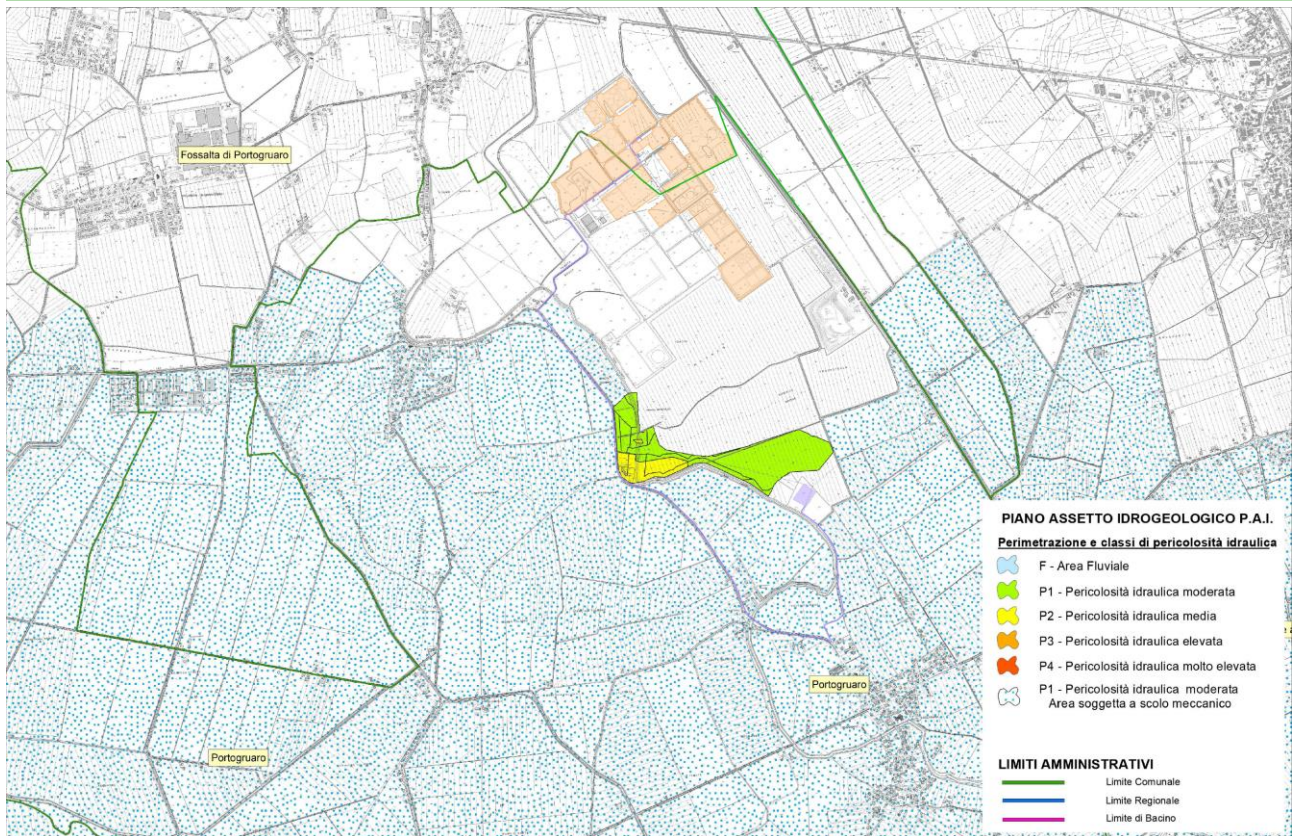 Fossalta di Portogruaro
Portogruaro
Portogruaro
PIANO ASSETTO IDROGEOLOGICO P.A.I.
Perimetrazione e classi di pericolosità idraulica
F - Area Fluviale
P1 - Pericolosità idraulica moderata
P2 - Pericolosità idraulica media
P3 - Pericolosità idraulica elevata
P4 - Pericolosità idraulica molto elevata
P1 - Pericolosità idraulica moderata
Area soggetta a scolo meccanico
LIMITI AMMINISTRATIVI
Limite Comunale
Limite Regionale
Limite di Bacino